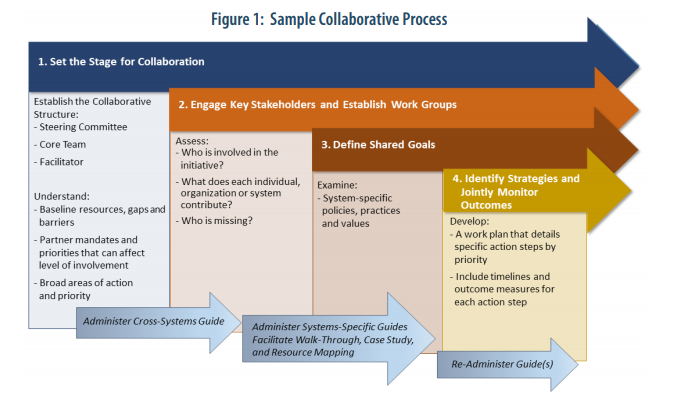 Figure 1:  Sample Collaborative Process
1. Set the Stage for Collaboration
Establish the Collaborative
Structure:
- Steering Committee
- Core Team
- Facilitator
Understand:
- Baseline resources, gaps and
barriers
- Partner mandates and
priorities that can affect
level of involvement
- Broad areas of action
and priority
2. Engage Key Stakeholders and Establish Work Groups
Assess:
- Who is involved in the
initiative?
- What does each individual,
organization or system
contribute?
- Who is missing?
3. Define Shared Goals
Examine:
- System-specific
policies, practices
and values
4. Identify Strategies and
Jointly Monitor
Outcomes
Develop:
- A work plan that details
specific action steps by
priority
- Include timelines and
outcome measures for
each action step
Administer Cross-Systems Guide
Administer Systems-Specific Guides
Facilitate Walk-Through, Case Study,
and Resource Mapping
Re-Administer Guide(s)